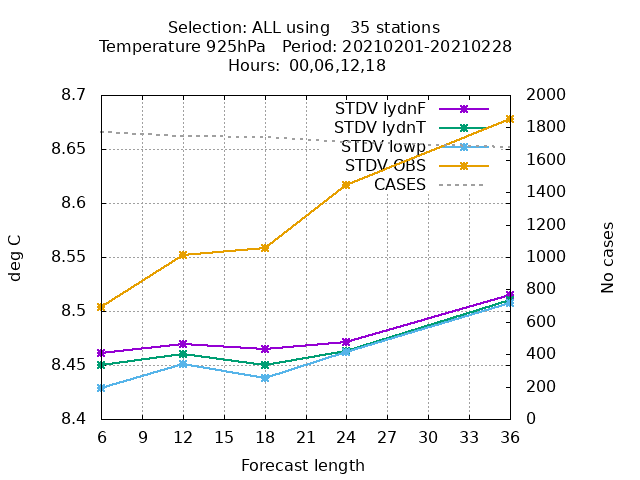 Selection: ALL using    35 stations
Temperature 925hPa   Period: 20210201-20210228
Hours:  00,06,12,18
8.7
8.65
8.6
8.55
8.5
8.45
8.4
2000
1800
1600
1400
1200
1000
800
600
400
200
0
STDV lydnF
STDV lydnT
STDV lowp
STDV OBS
CASES
deg C
No cases
6 9 12 15 18 21 24 27 30 33 36
Forecast length